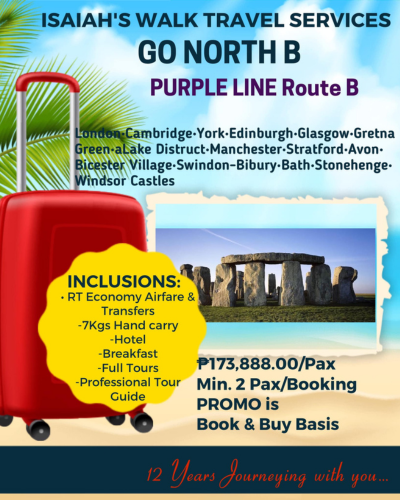 ISAIAH'S WALK TRAVEL SERVICES
GO NORTH B
PURPLE LINE Route B
London•Cambridge•York•Edinburgh•Glasgow•Gretna
Green•aLake Distruct•Manchester•Stratford•Avon•
Bicester Village•Swindon-Bibury•Bath•Stonehenge•
Windsor Castles
INCLUSIONS:
• RT Economy Airfare &
Transfers
-7Kgs Hand carry
-Hotel
-Breakfast
-Full Tours
-Professional Tour
Guide
₱173,888.00/Pax
Min. 2 Pax/Booking
PROMO is
Book & Buy Basis
12 Years Journeying with you...